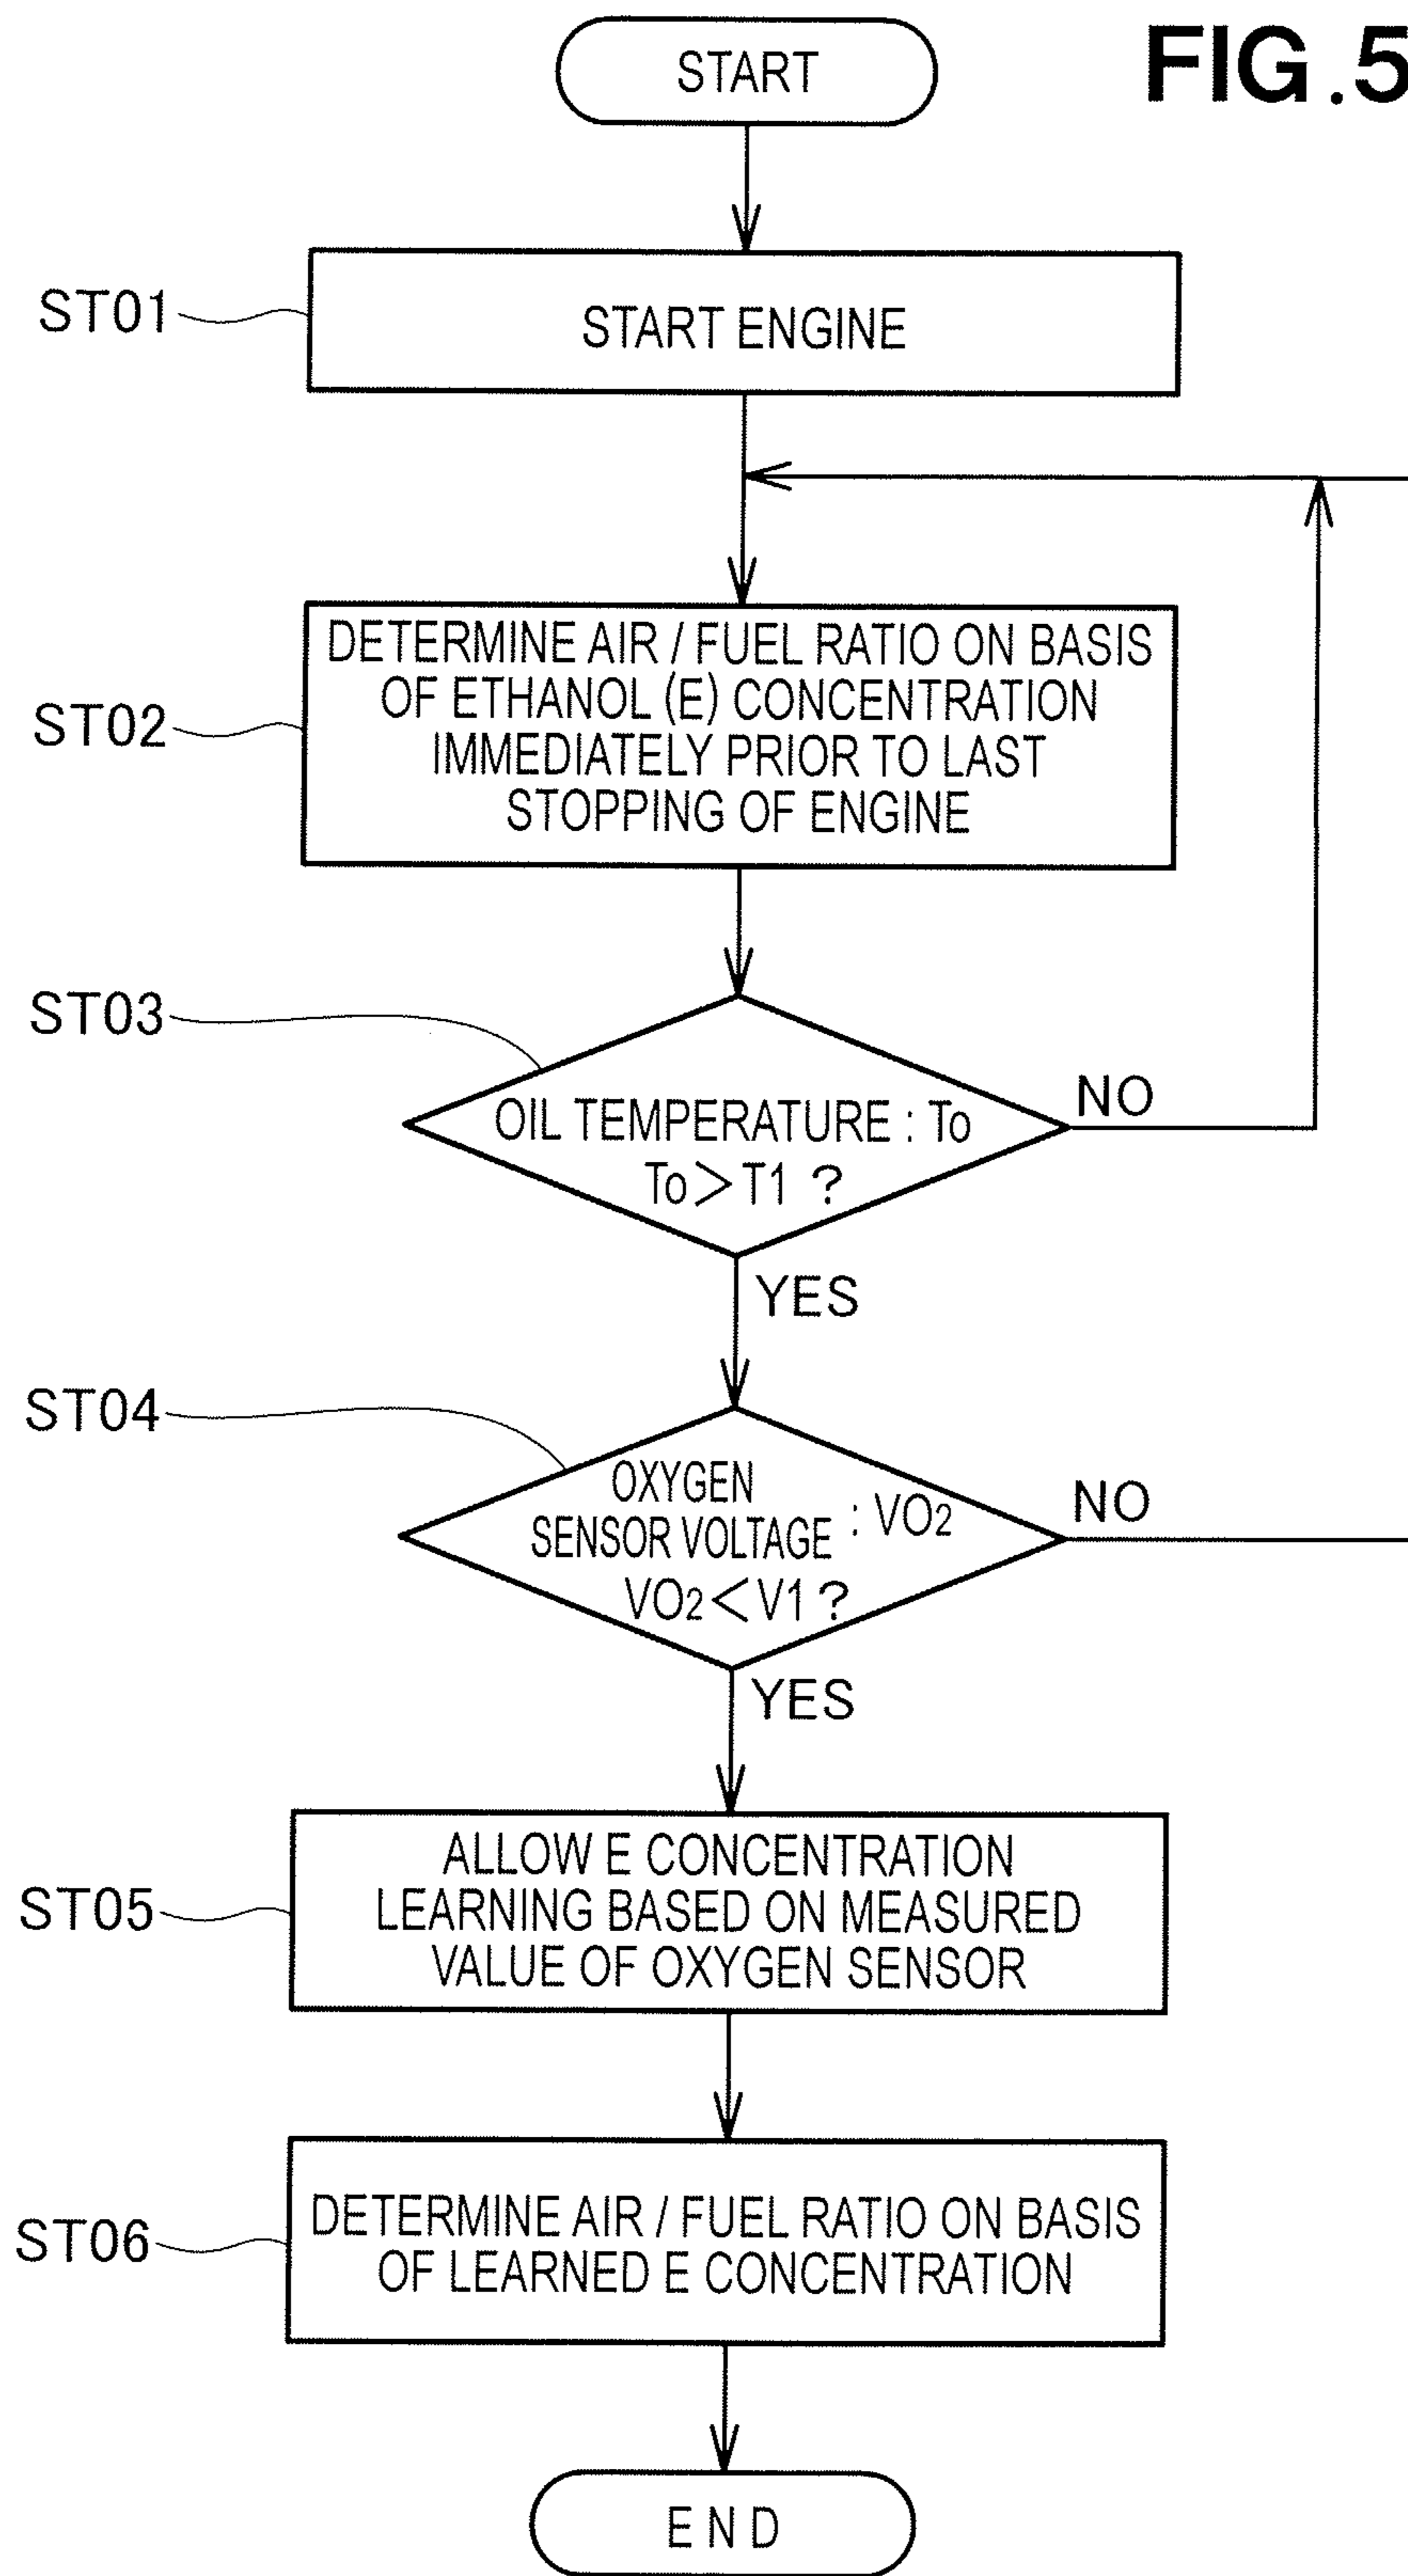 FIG.5
START
ST01
START ENGINE
ST02
DETERMINE AIR / FUEL RATIO ON BASIS
OF ETHANOL (E) CONCENTRATION
IMMEDIATELY PRIOR TO LAST
STOPPING OF ENGINE
ST03
OIL TEMPERATURE : To
To>T1 ?
NO
YES
ST04
OXYGEN
SENSOR VOLTAGE : VO2
VO2<V1 ?
NO
YES
ST05
ALLOW E CONCENTRATION
LEARNING BASED ON MEASURED
VALUE OF OXYGEN SENSOR
ST06
DETERMINE AIR / FUEL RATIO ON BASIS
OF LEARNED E CONCENTRATION
END